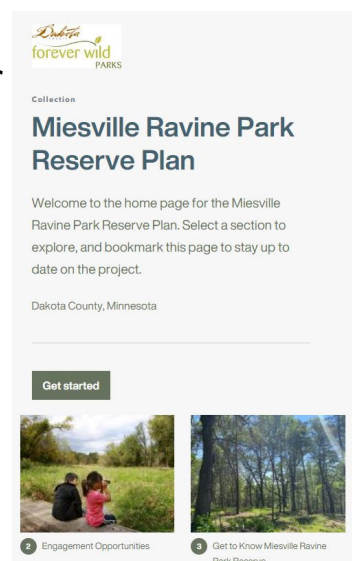 Dakota
forever wild
PARKS
Collection
Miesville Ravine Park
Reserve Plan
Welcome to the home page for the Miesville
Ravine Park Reserve Plan. Select a section to
explore, and bookmark this page to stay up to
date on the project.
Dakota County, Minnesota
Get started
2 Engagement Opportunities
3 Get to Know Miesville Ravine
Park Reserve